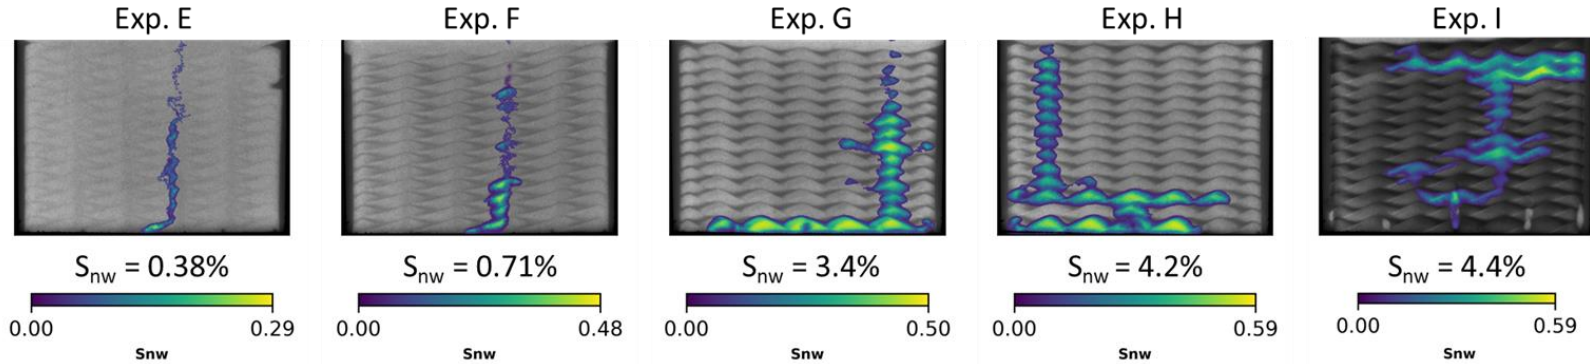 Exp. E Exp. F Exp. G Exp. H Exp. I
Snw = 0.38% Snw = 0.71% Snw = 3.4% Snw = 4.2% Snw = 4.4%
0.00 0.29 0.00 0.48 0.00 0.50 0.00 0.59 0.00 0.59
Snw Snw Snw Snw Snw